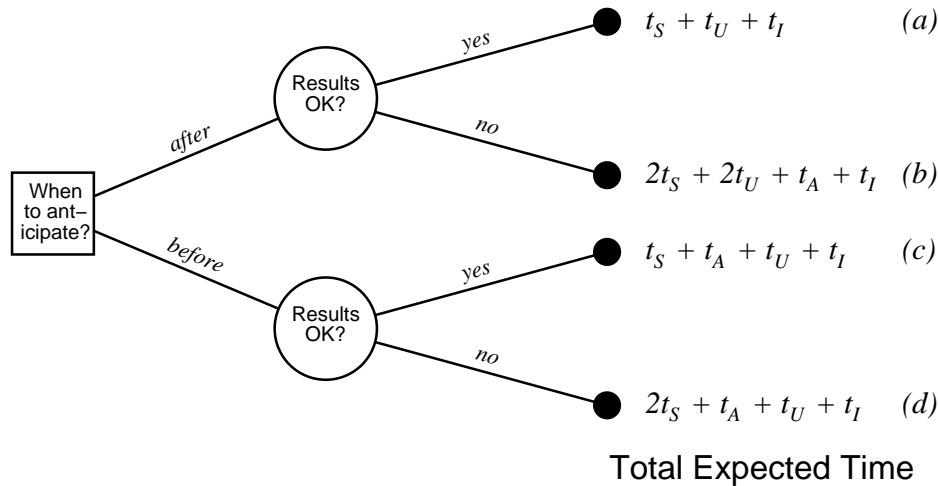 yes
t_S + t_U + t_I (a)
Results
OK?
after
no
2t_S + 2t_U + t_A + t_I (b)
When
to ant–
icipate?
before
yes
t_S + t_A + t_U + t_I (c)
Results
OK?
no
2t_S + t_A + t_U + t_I (d)
Total Expected Time